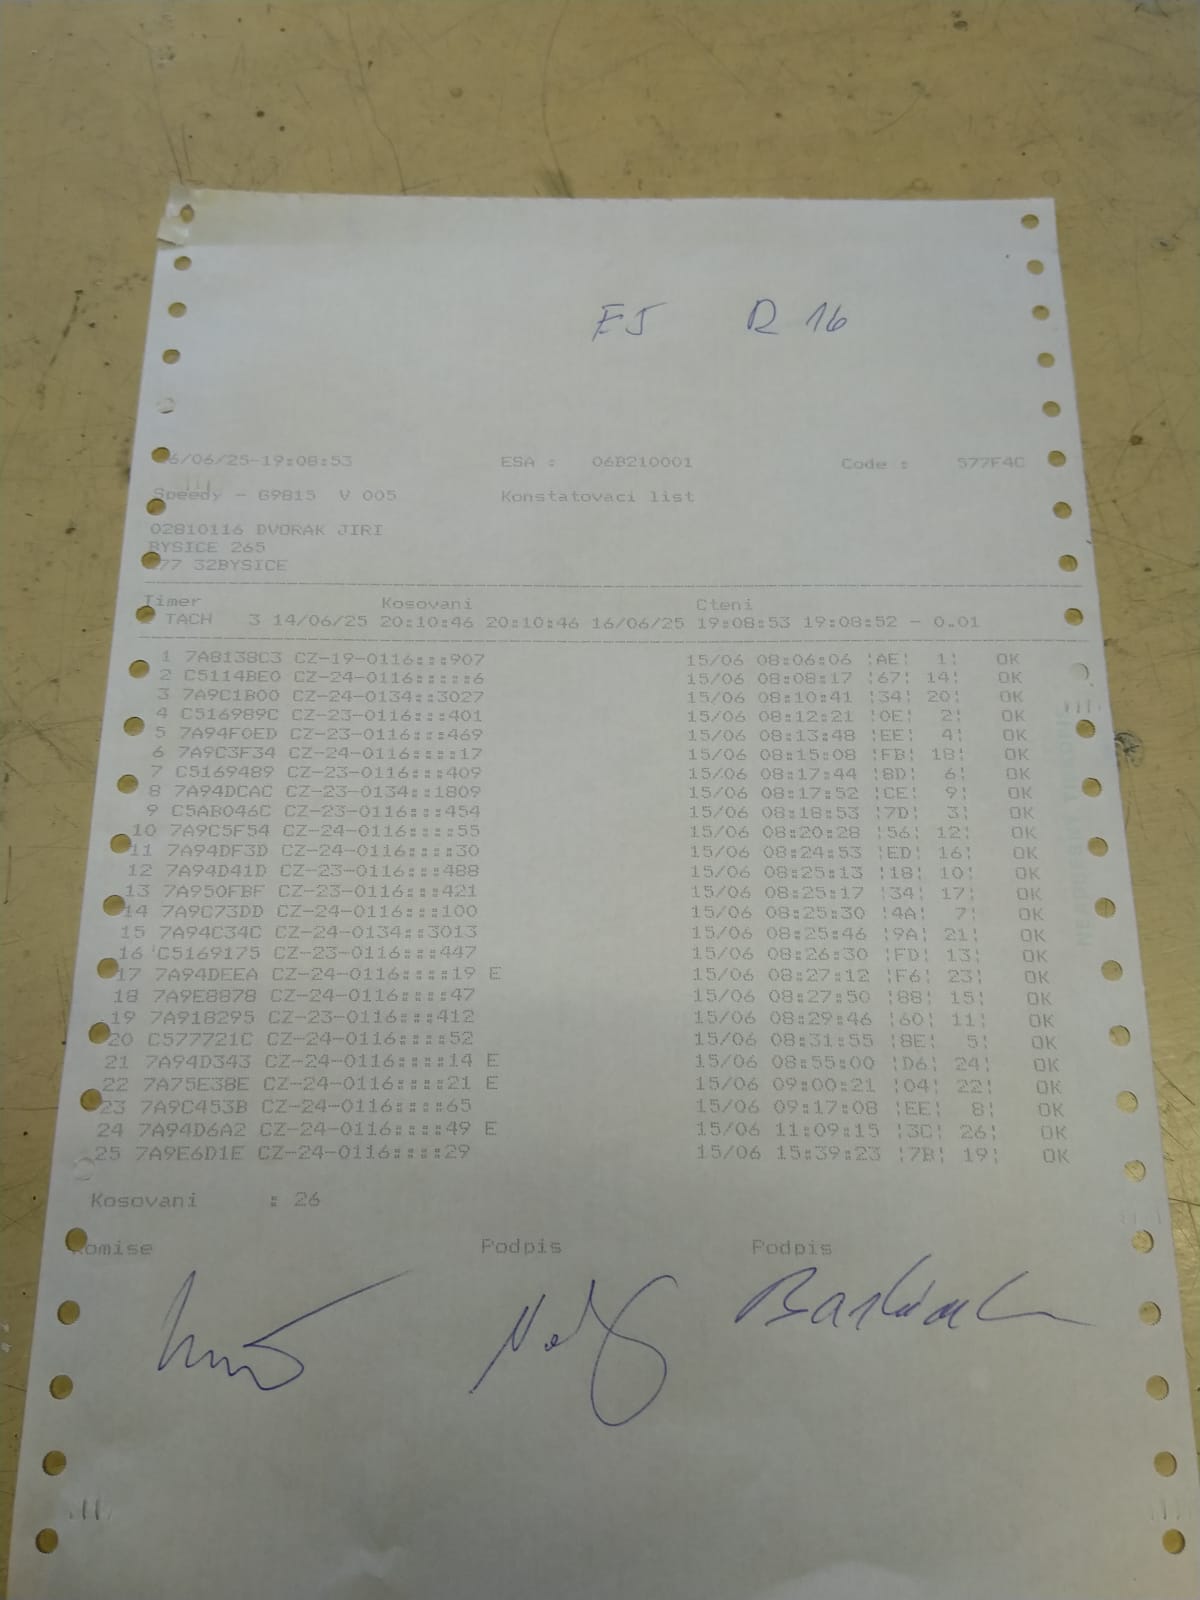 EJ R 16
6/06/25-19:08:53 ESA : 06B210001 Code : 577F4C
Speedy - G9815 V 005 Konstatovaci list
02810116 DVORAK JIRI
BYSICE 265
277 32BYSICE
Timer Kosovani Cteni
TACH 3 14/06/25 20:10:46 20:10:46 16/06/25 19:08:53 19:08:52 - 0.01
1 7A8138C3 CZ-19-0116:::907 15/06 08:06:06 ¦AE¦ 1¦ OK
2 C5114BE0 CZ-24-0116:::::6 15/06 08:08:17 ¦67¦ 14¦ OK
3 7A9C1B00 CZ-24-0134::3027 15/06 08:10:41 ¦34¦ 20¦ OK
4 C516989C CZ-23-0116:::401 15/06 08:12:21 ¦0E¦ 2¦ OK
5 7A94F0ED CZ-23-0116:::469 15/06 08:13:48 ¦EE¦ 4¦ OK
6 7A9C3F34 CZ-24-0116::::17 15/06 08:15:08 ¦FB¦ 18¦ OK
7 C5169489 CZ-23-0116:::409 15/06 08:17:44 ¦8D¦ 6¦ OK
8 7A94DCAC CZ-23-0134::1809 15/06 08:17:52 ¦CE¦ 9¦ OK
9 C5AB046C CZ-23-0116:::454 15/06 08:18:53 ¦7D¦ 3¦ OK
10 7A9C5F54 CZ-24-0116::::55 15/06 08:20:28 ¦56¦ 12¦ OK
11 7A94DF3D CZ-24-0116::::30 15/06 08:24:53 ¦ED¦ 16¦ OK
12 7A94D41D CZ-23-0116:::488 15/06 08:25:13 ¦18¦ 10¦ OK
13 7A950FBF CZ-23-0116:::421 15/06 08:25:17 ¦34¦ 17¦ OK
14 7A9C73DD CZ-24-0116:::100 15/06 08:25:30 ¦4A¦ 7¦ OK
15 7A94C34C CZ-24-0134::3013 15/06 08:25:46 ¦9A¦ 21¦ OK
16 C5169175 CZ-23-0116:::447 15/06 08:26:30 ¦FD¦ 13¦ OK
17 7A94DEEA CZ-24-0116::::19 E 15/06 08:27:12 ¦F6¦ 23¦ OK
18 7A9E8878 CZ-24-0116::::47 15/06 08:27:50 ¦88¦ 15¦ OK
19 7A918295 CZ-23-0116:::412 15/06 08:29:46 ¦60¦ 11¦ OK
20 C577721C CZ-24-0116::::52 15/06 08:31:55 ¦8E¦ 5¦ OK
21 7A94D343 CZ-24-0116::::14 E 15/06 08:55:00 ¦D6¦ 24¦ OK
22 7A75E38E CZ-24-0116::::21 E 15/06 09:00:21 ¦04¦ 22¦ OK
23 7A9C453B CZ-24-0116::::65 15/06 09:17:08 ¦EE¦ 8¦ OK
24 7A94D6A2 CZ-24-0116::::49 E 15/06 11:09:15 ¦3C¦ 26¦ OK
25 7A9E6D1E CZ-24-0116::::29 15/06 15:39:23 ¦7B¦ 19¦ OK
Kosovani : 26
Komise Podpis Podpis